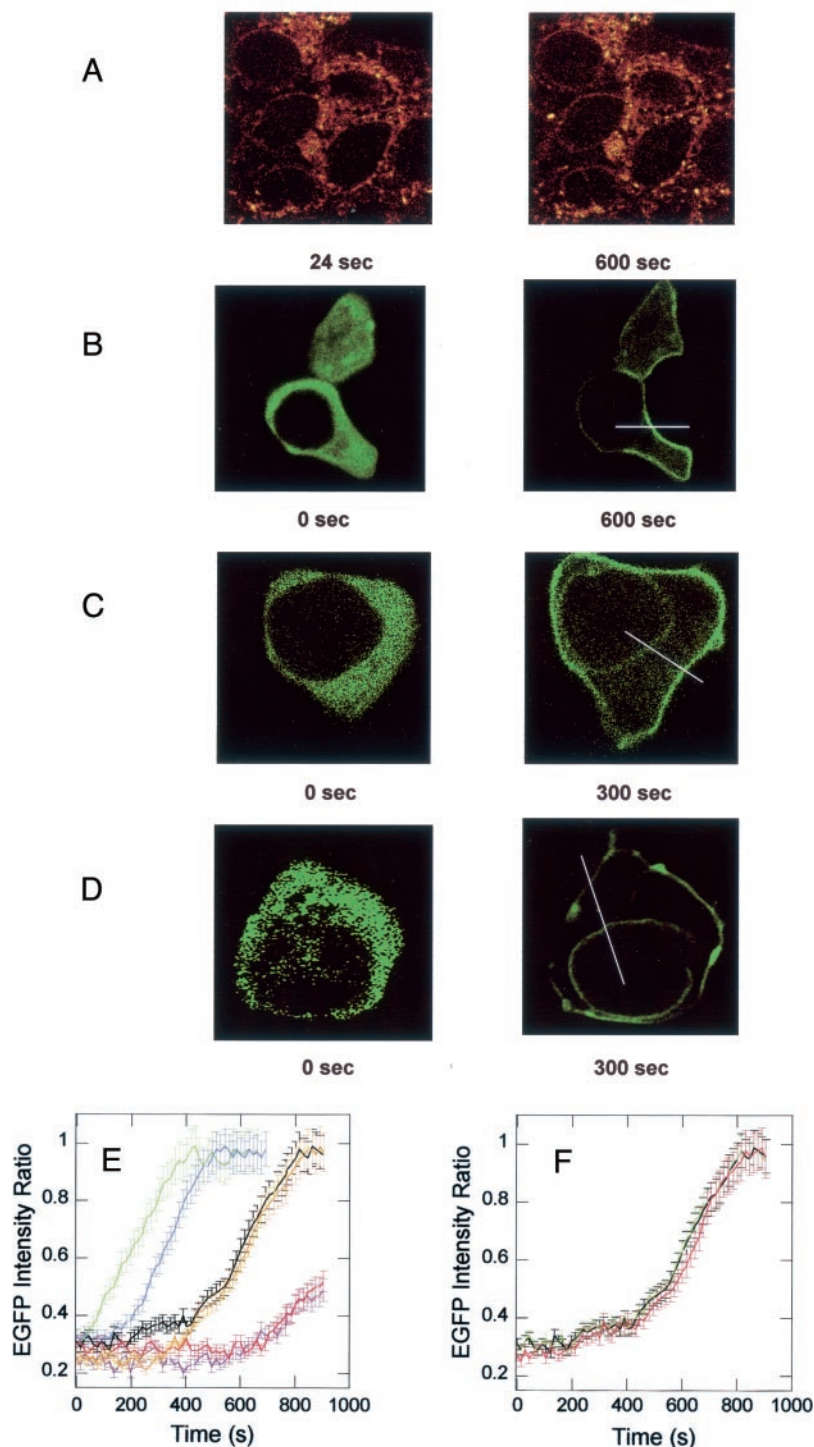 A
24 sec
600 sec
B
0 sec
600 sec
C
0 sec
300 sec
D
0 sec
300 sec
E
EGFP Intensity Ratio
1
0.8
0.6
0.4
0.2
0
200
400
600
800
1000
Time (s)
F
EGFP Intensity Ratio
1
0.8
0.6
0.4
0.2
0
200
400
600
800
1000
Time (s)